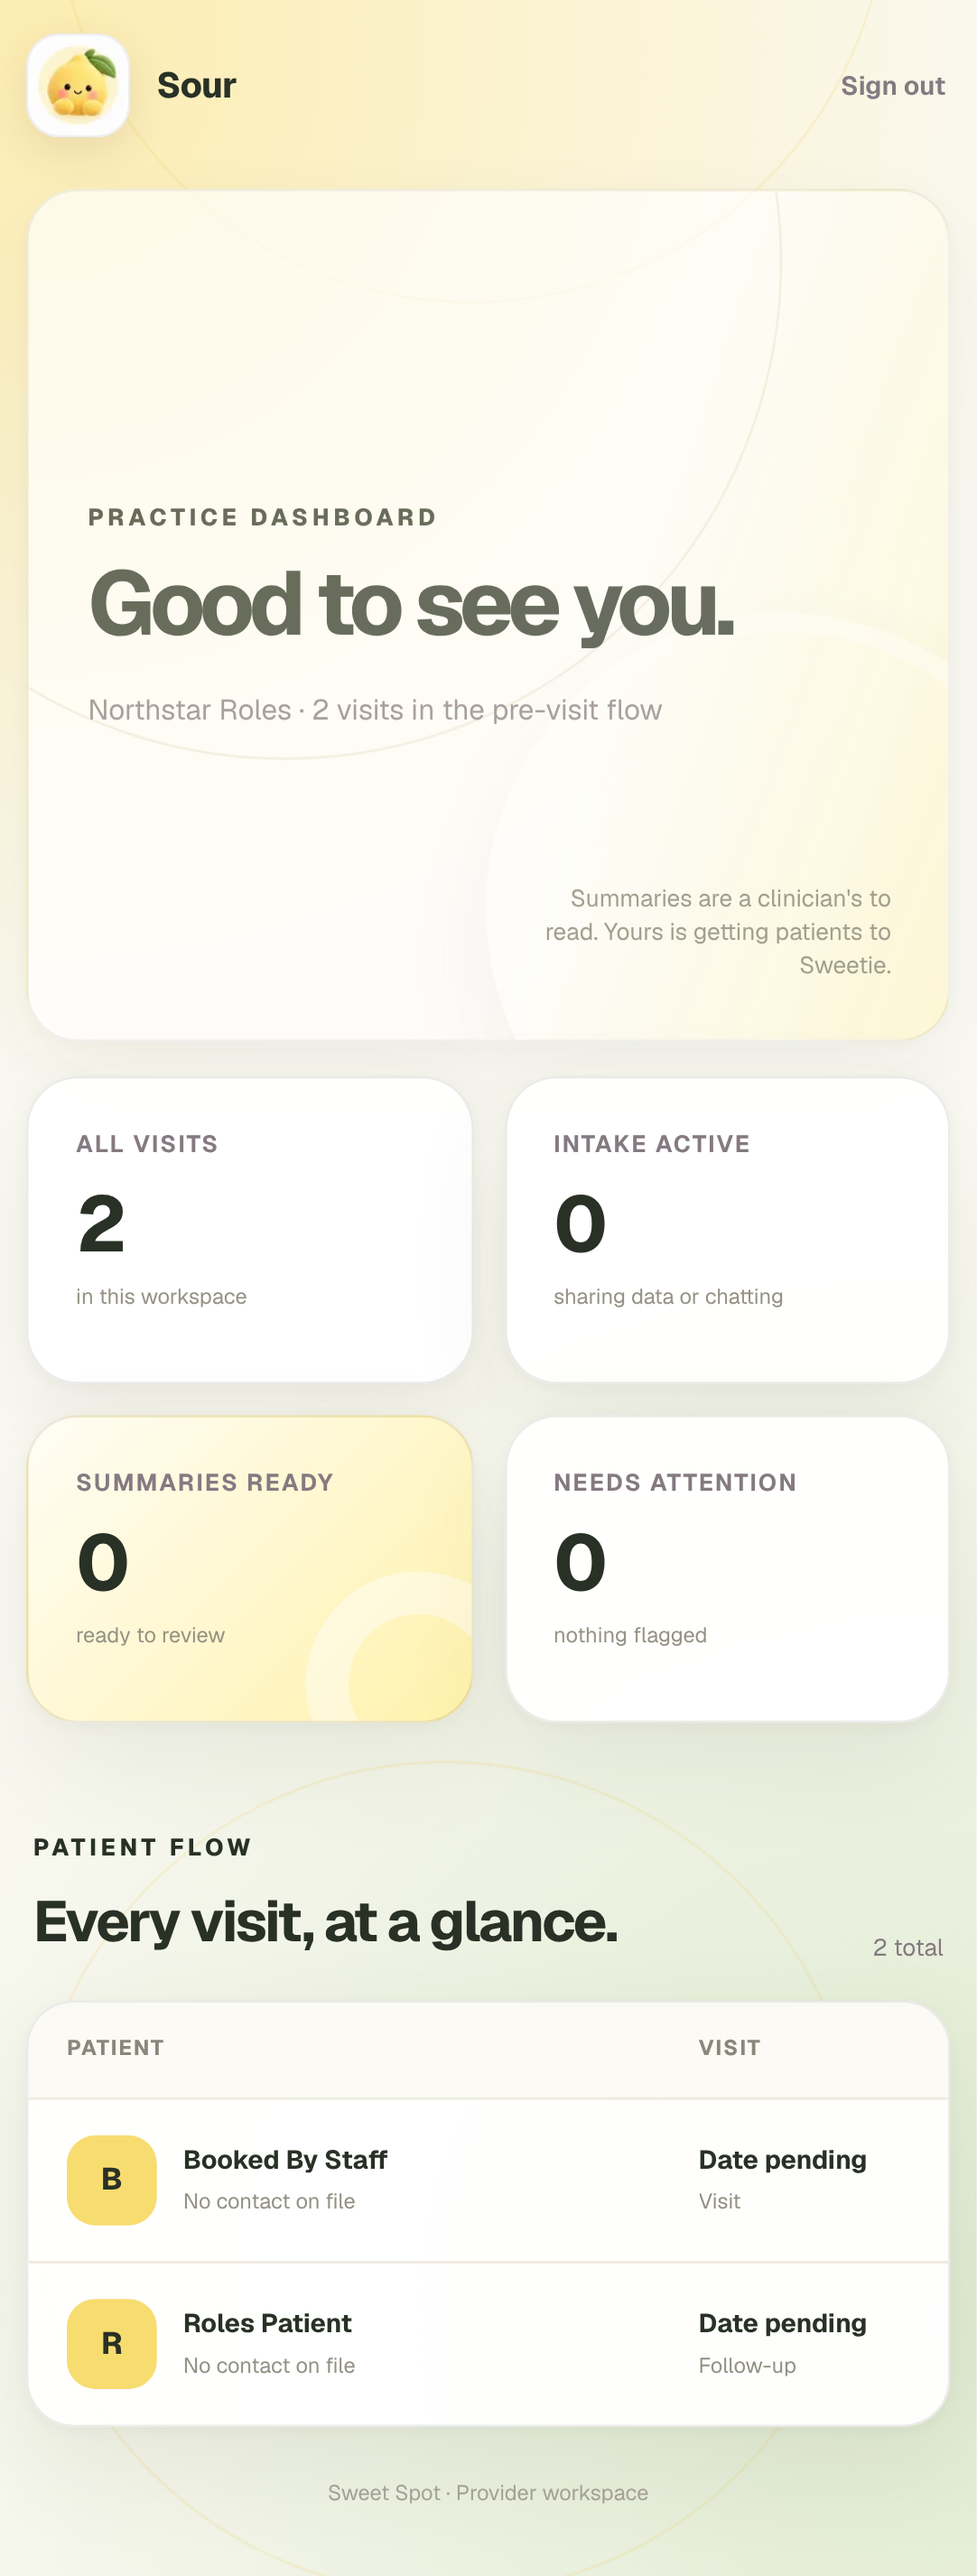 Sour
Sign out
PRACTICE DASHBOARD
Good to see you.
Northstar Roles · 2 visits in the pre-visit flow
Summaries are a clinician's to
read. Yours is getting patients to
Sweetie.
ALL VISITS
2
in this workspace
INTAKE ACTIVE
0
sharing data or chatting
SUMMARIES READY
0
ready to review
NEEDS ATTENTION
0
nothing flagged
PATIENT FLOW
Every visit, at a glance.
2 total
PATIENT
VISIT
B
Booked By Staff
No contact on file
Date pending
Visit
R
Roles Patient
No contact on file
Date pending
Follow-up
Sweet Spot · Provider workspace